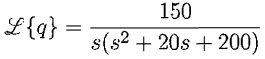 ℒ{q} = 150 / s(s² + 20s + 200)